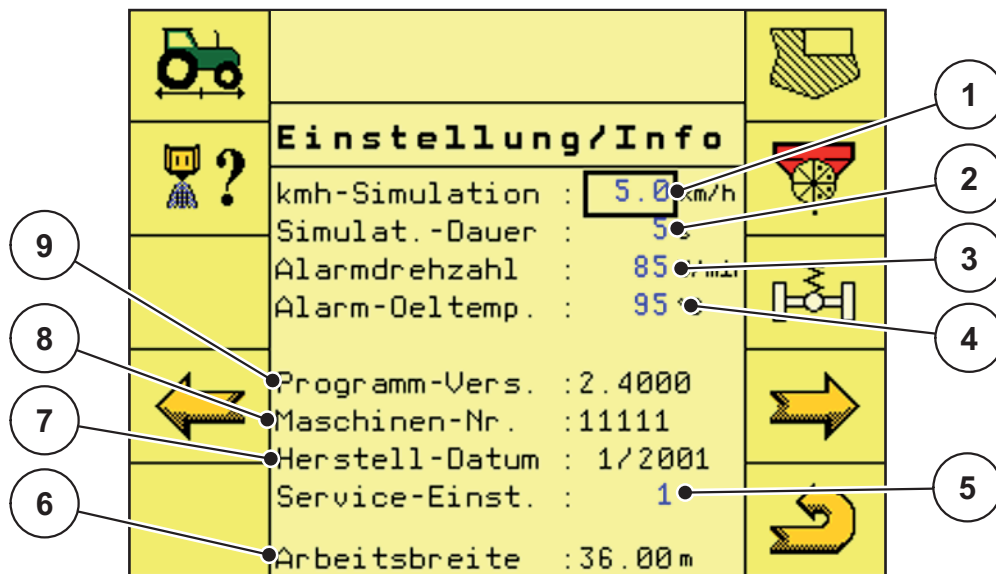 Einstellung/Info
kmh-Simulation : 5.0 km/h
Simulat.-Dauer : 5 s
Alarmdrehzahl : 85
Alarm-Oeltemp. : 95
Programm-Vers. :2.4000
Maschinen-Nr. :11111
Herstell-Datum : 1/2001
Service-Einst. : 1
Arbeitsbreite :36.00m
?
1
2
3
4
5
6
7
8
9